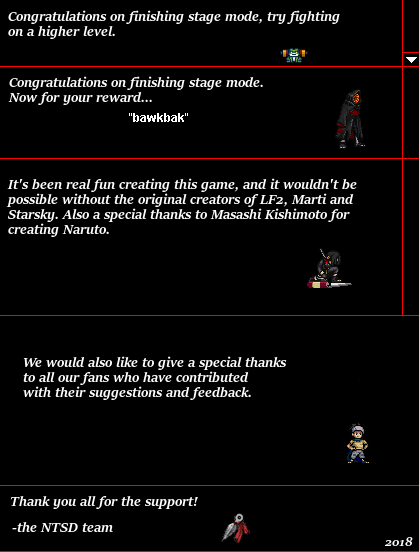 Congratulations on finishing stage mode, try fighting
on a higher level.
Congratulations on finishing stage mode.
Now for your reward...
"bawkbak"
It's been real fun creating this game, and it wouldn't be
possible without the original creators of LF2, Marti and
Starsky. Also a special thanks to Masashi Kishimoto for
creating Naruto.
We would also like to give a special thanks
to all our fans who have contributed
with their suggestions and feedback.
Thank you all for the support!
-the NTSD team
2018